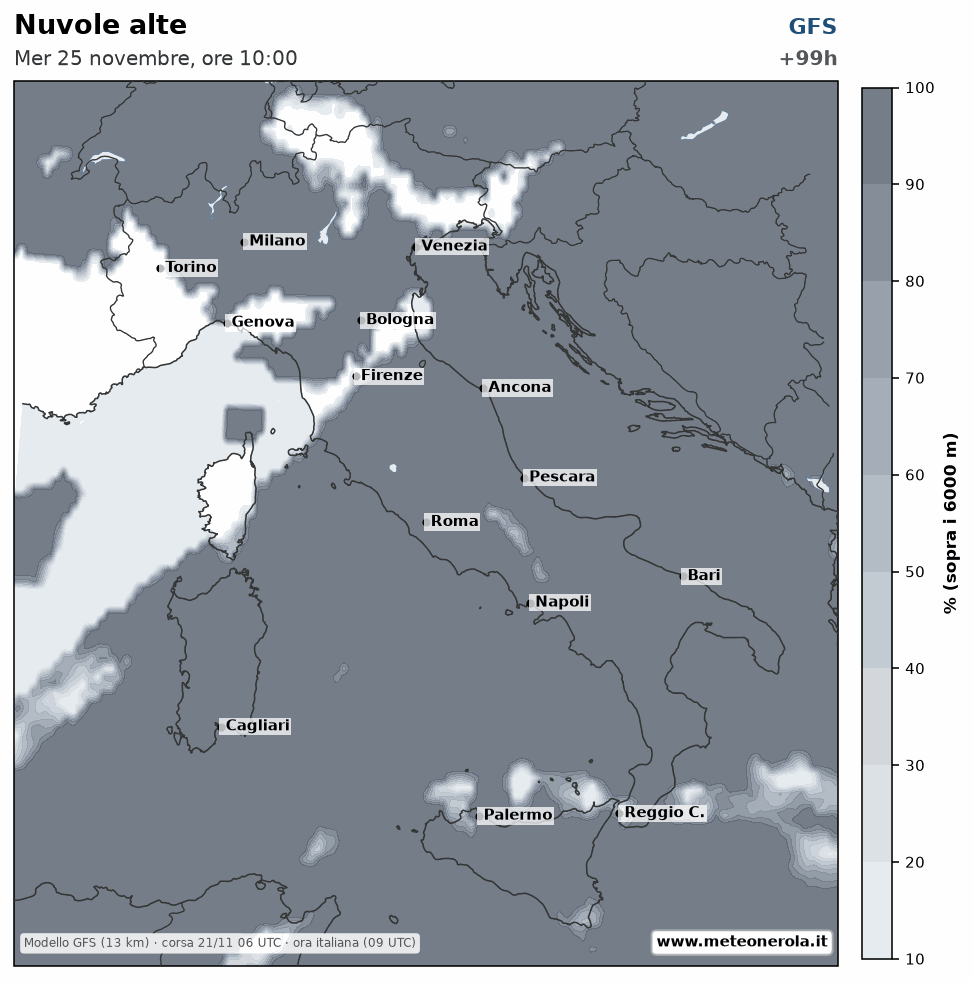 Nuvole alte
GFS
Mer 25 novembre, ore 10:00
+99h
100
90
80
70
60
50
40
30
20
10
% (sopra i 6000 m)
Milano
Venezia
Torino
Genova
Bologna
Firenze
Ancona
Pescara
Roma
Bari
Napoli
Cagliari
Palermo
Reggio C.
Modello GFS (13 km) · corsa 21/11 06 UTC · ora italiana (09 UTC)
www.meteonerola.it